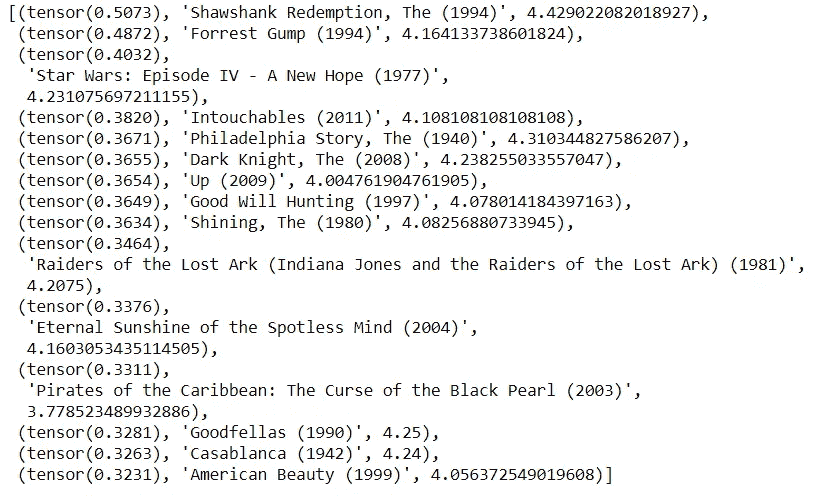 [(tensor(0.5073), 'Shawshank Redemption, The (1994)', 4.429022082018927),
(tensor(0.4872), 'Forrest Gump (1994)', 4.164133738601824),
(tensor(0.4032),
'Star Wars: Episode IV - A New Hope (1977)',
4.231075697211155),
(tensor(0.3820), 'Intouchables (2011)', 4.108108108108108),
(tensor(0.3671), 'Philadelphia Story, The (1940)', 4.310344827586207),
(tensor(0.3655), 'Dark Knight, The (2008)', 4.238255033557047),
(tensor(0.3654), 'Up (2009)', 4.004761904761905),
(tensor(0.3649), 'Good Will Hunting (1997)', 4.078014184397163),
(tensor(0.3634), 'Shining, The (1980)', 4.08256880733945),
(tensor(0.3464),
'Raiders of the Lost Ark (Indiana Jones and the Raiders of the Lost Ark) (1981)',
4.2075),
(tensor(0.3376),
'Eternal Sunshine of the Spotless Mind (2004)',
4.1603053435114505),
(tensor(0.3311),
'Pirates of the Caribbean: The Curse of the Black Pearl (2003)',
3.778523489932886),
(tensor(0.3281), 'Goodfellas (1990)', 4.25),
(tensor(0.3263), 'Casablanca (1942)', 4.24),
(tensor(0.3231), 'American Beauty (1999)', 4.056372549019608)]